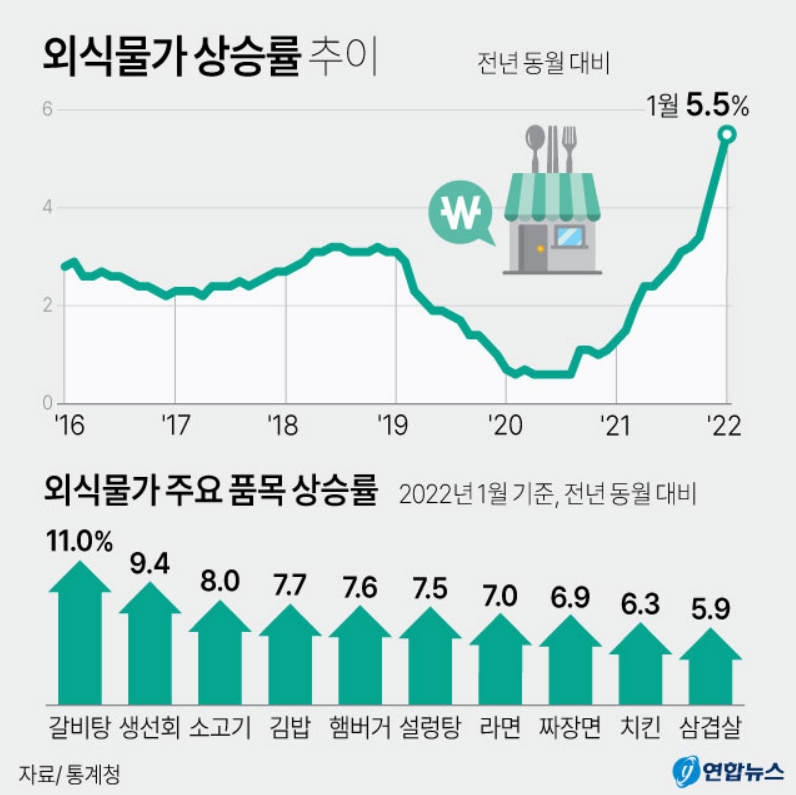 외식물가 상승률 추이
전년 동월 대비
6
1월 5.5%
4
₩
2
0
'16 '17 '18 '19 '20 '21 '22
외식물가 주요 품목 상승률 2022년 1월 기준, 전년 동월 대비
11.0% 9.4 8.0 7.7 7.6 7.5 7.0 6.9 6.3 5.9
갈비탕 생선회 소고기 김밥 햄버거 설렁탕 라면 짜장면 치킨 삼겹살
자료/ 통계청
연합뉴스